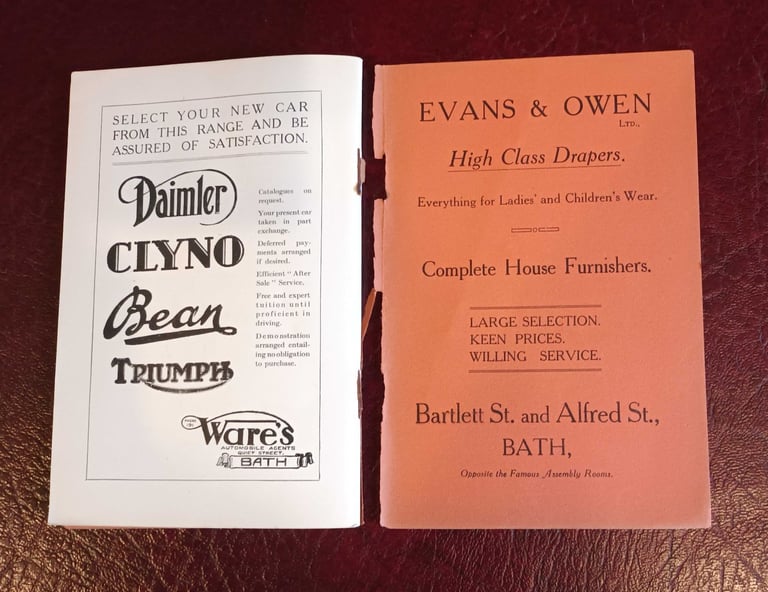 SELECT YOUR NEW CAR
FROM THIS RANGE AND BE
ASSURED OF SATISFACTION.
Daimler
CLYNO
Bean
TRIUMPH
Catalogues on
request.
Your present car
taken in part
exchange.
Deferred pay-
ments arranged
if desired.
Efficient "After
Sale" Service.
Free and expert
tuition until
proficient in
driving.
Demonstration
arranged entail-
ing no obligation
to purchase.
Ware's
AUTOMOBILE AGENTS
QUIET STREET,
BATH
EVANS & OWEN
LTD.,
High Class Drapers.
Everything for Ladies' and Children's Wear.
Complete House Furnishers.
LARGE SELECTION.
KEEN PRICES.
WILLING SERVICE.
Bartlett St. and Alfred St.,
BATH,
Opposite the Famous Assembly Rooms.